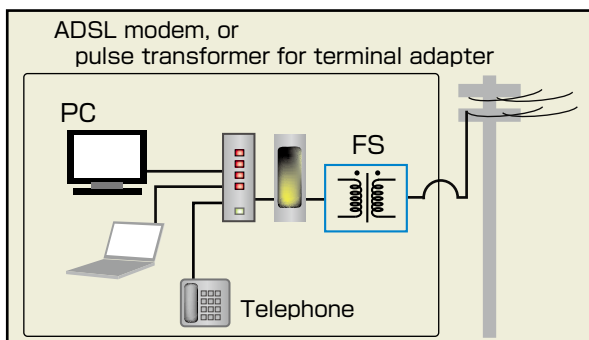 ADSL modem, or
pulse transformer for terminal adapter
PC
FS
Telephone